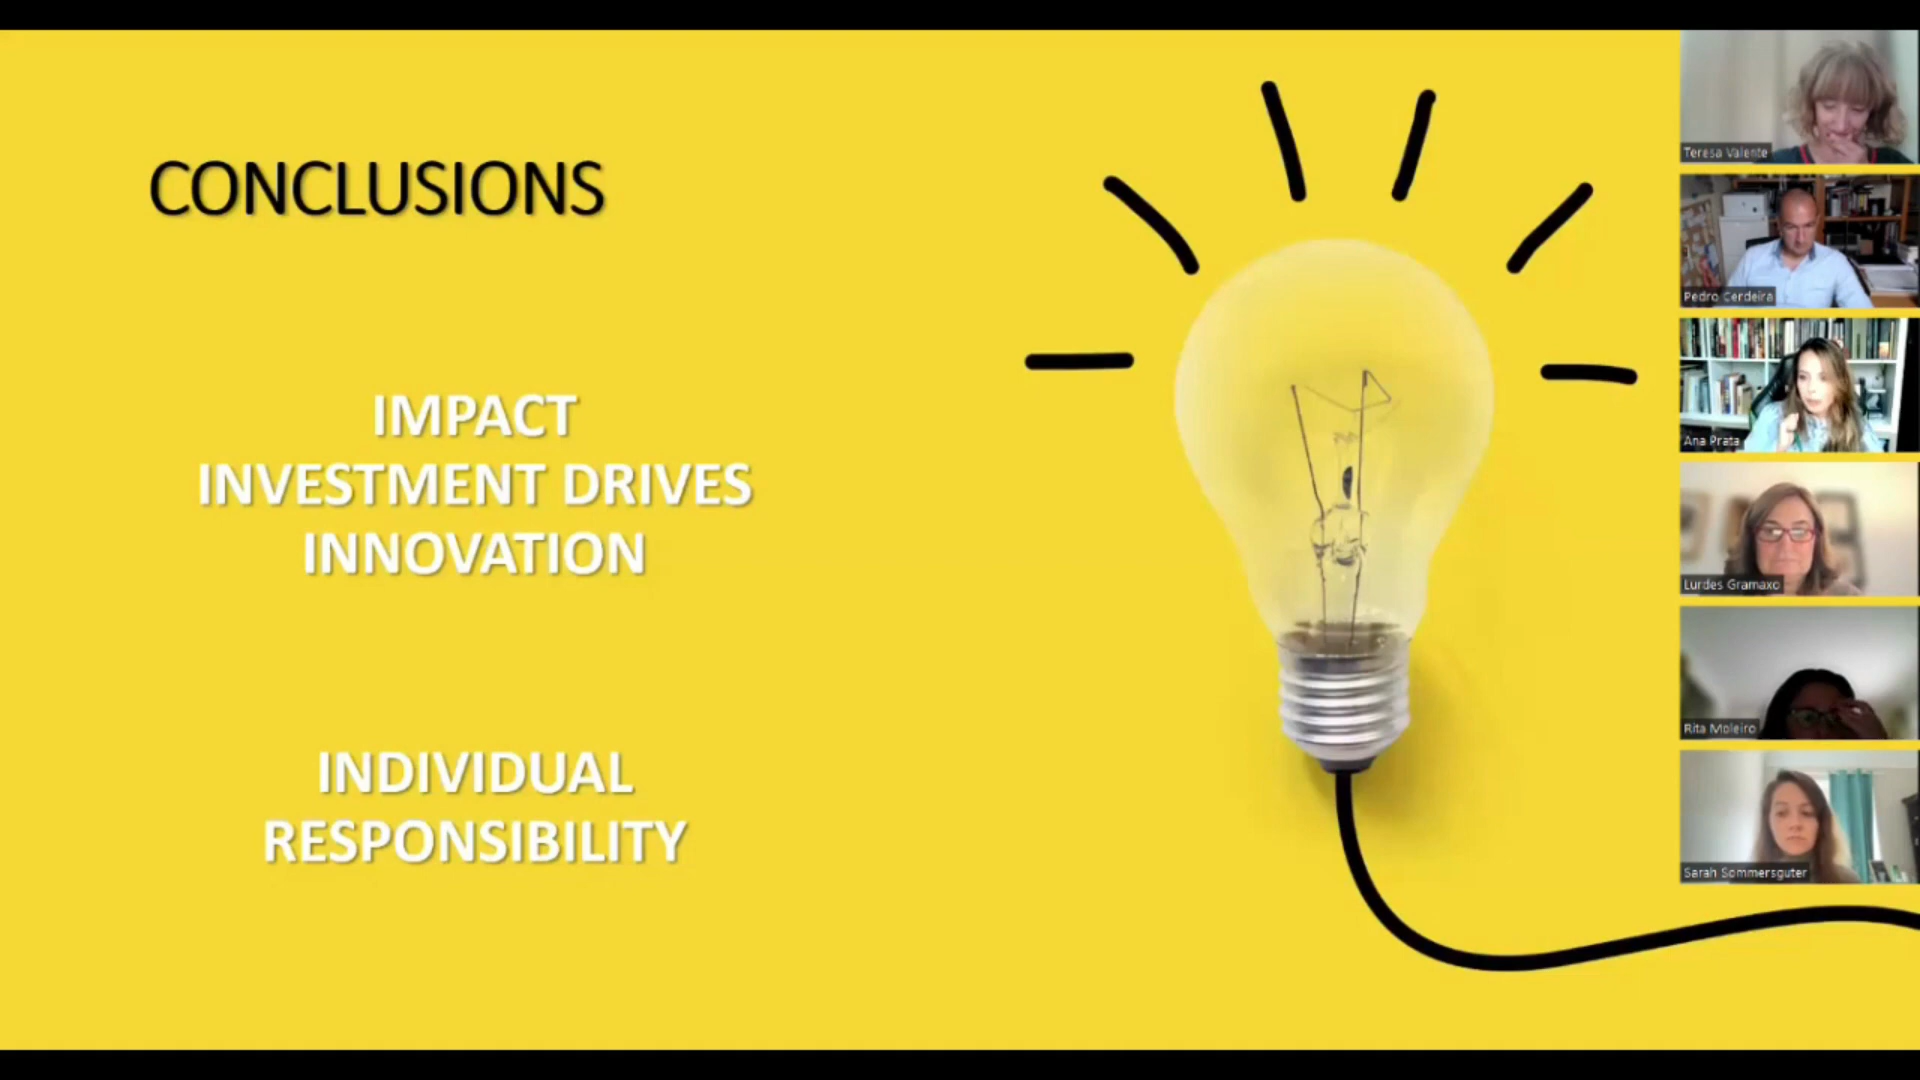 CONCLUSIONS
IMPACT
INVESTMENT DRIVES
INNOVATION
INDIVIDUAL
RESPONSIBILITY
Teresa Valente
Pedro Cerdeira
Ana Prata
Lurdes Gramaxo
Rita Moleiro
Sarah Sommersguter